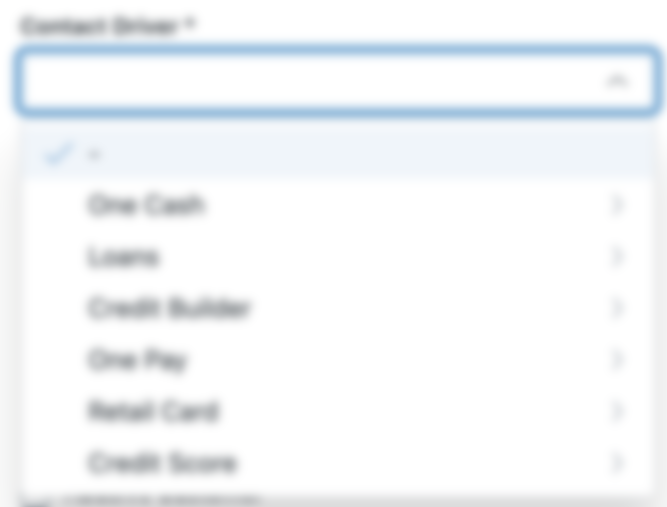 Contact Driver *
-
One Cash
Loans
Credit Builder
One Pay
Retail Card
Credit Score